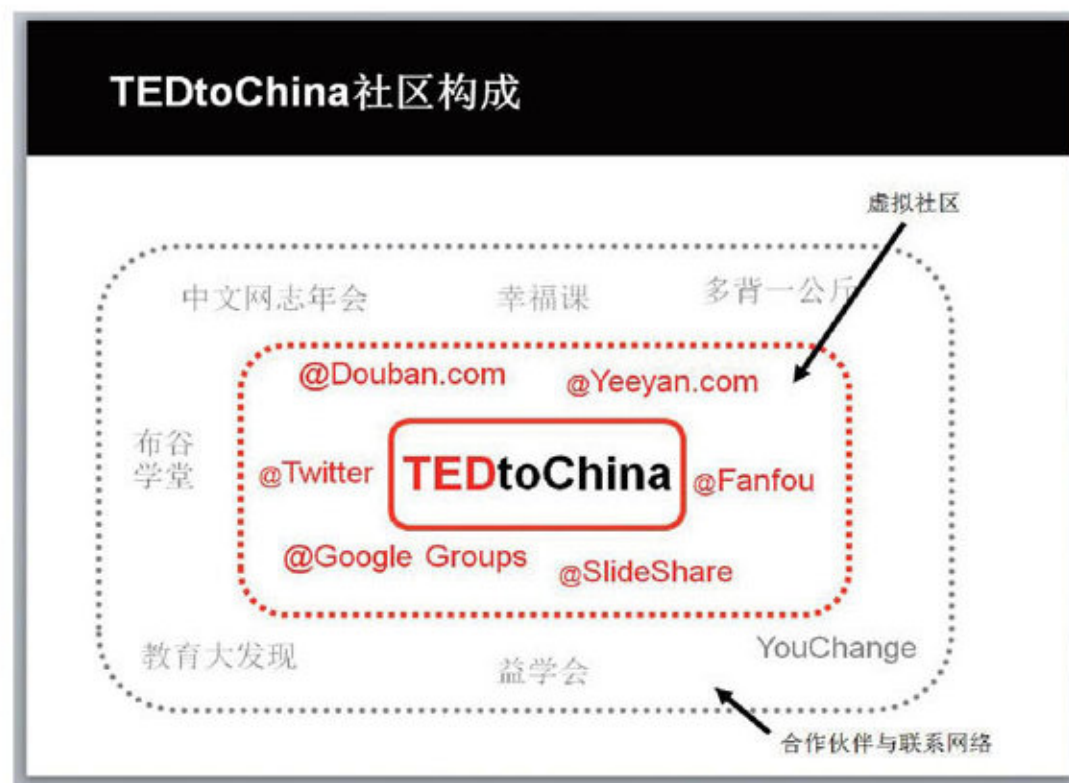 TEDtoChina社区构成
虚拟社区
中文网志年会
幸福课
多背一公斤
@Douban.com
@Yeeyan.com
布谷
学堂
@Twitter
TEDtoChina
@Fanfou
@Google Groups
@SlideShare
教育大发现
益学会
YouChange
合作伙伴与联系网络